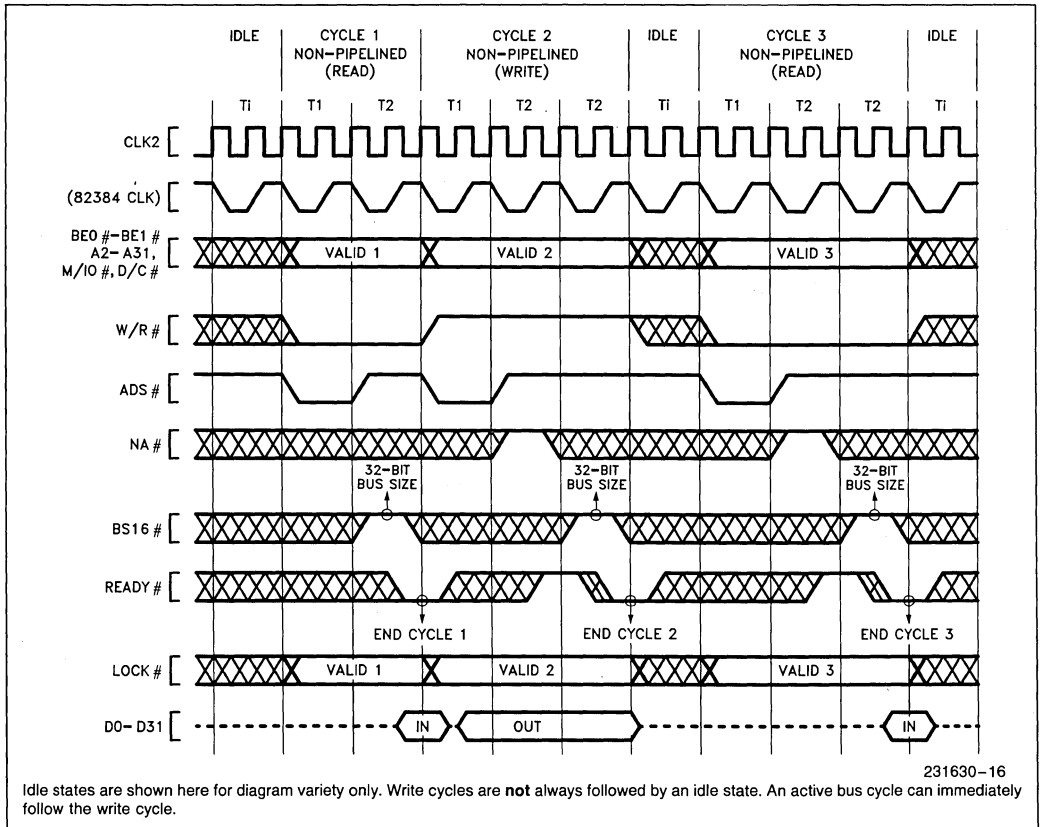 IDLE CYCLE 1 CYCLE 2 IDLE CYCLE 3 IDLE
NON-PIPELINED NON-PIPELINED NON-PIPELINED
(READ) (WRITE) (READ)
Ti T1 T2 T1 T2 T2 Ti T1 T2 T2 Ti
CLK2
(82384 CLK)
BE0 #-BE1 #
A2-A31,
M/IO #, D/C #
VALID 1 VALID 2 VALID 3
W/R #
ADS #
NA #
32-BIT 32-BIT 32-BIT
BUS SIZE BUS SIZE BUS SIZE
BS16 #
READY #
END CYCLE 1 END CYCLE 2 END CYCLE 3
LOCK # VALID 1 VALID 2 VALID 3
D0-D31 IN OUT IN
231630-16
Idle states are shown here for diagram variety only. Write cycles are not always followed by an idle state. An active bus cycle can immediately
follow the write cycle.